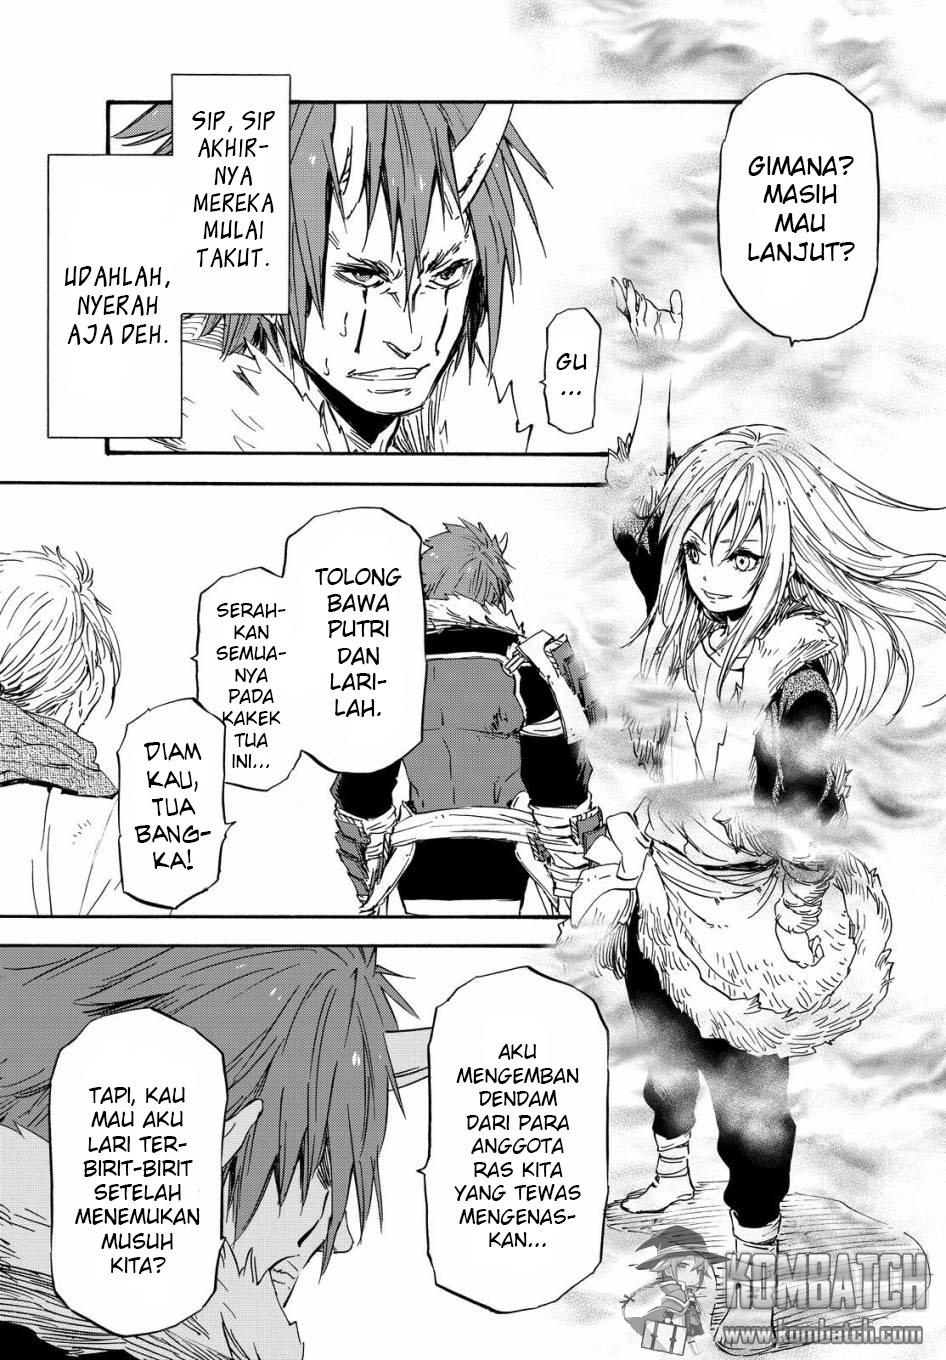 GIMANA?
MASIH
MAU
LANJUT?
SIP, SIP
AKHIR-
NYA
MEREKA
MULAI
TAKUT.
UDAHLAH,
NYERAH
AJA DEH.
GU
...
TOLONG
BAWA
PUTRI
DAN
LARI-
LAH.
SERAH-
KAN
SEMUA-
NYA
PADA
KAKEK
TUA
INI...
DIAM
KAU,
TUA
BANG-
KA!
AKU
MENGEMBAN
DENDAM
DARI PARA
ANGGOTA
RAS KITA
YANG TEWAS
MENGENAS-
KAN...
TAPI, KAU
MAU AKU
LARI TER-
BIRIT-BIRIT
SETELAH
MENEMUKAN
MUSUH
KITA?
KOMBATCH
www.kombatch.com